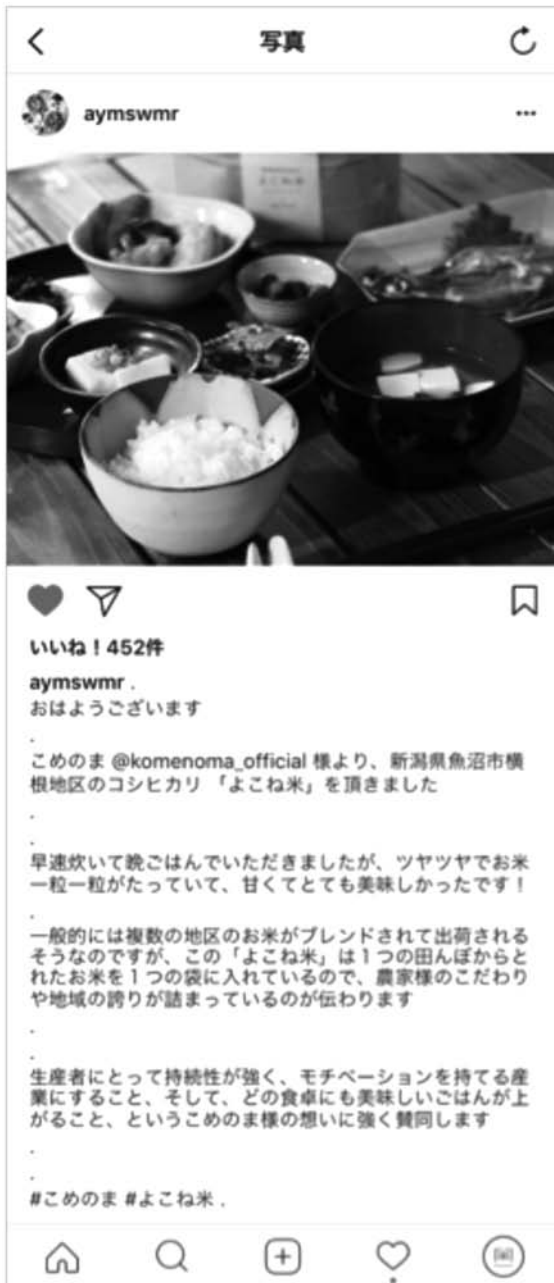 写真
aymswmr
よこね米
いいね！452件
aymswmr .
おはようございます
.
こめのま @komenoma_official 様より、新潟県魚沼市横
根地区のコシヒカリ 「よこね米」を頂きました
.
.
早速炊いて晩ごはんでいただきましたが、ツヤツヤでお米
一粒一粒がたっていて、甘くてとても美味しかったです！
.
一般的には複数の地区のお米がブレンドされて出荷される
そうなのですが、この「よこね米」は１つの田んぼからと
れたお米を１つの袋に入れているので、農家様のこだわり
や地域の誇りが詰まっているのが伝わります
.
.
生産者にとって持続性が強く、モチベーションを持てる産
業にすること、そして、どの食卓にも美味しいごはんが上
がること、というこめのま様の想いに強く賛同します
.
.
#こめのま #よこね米 .